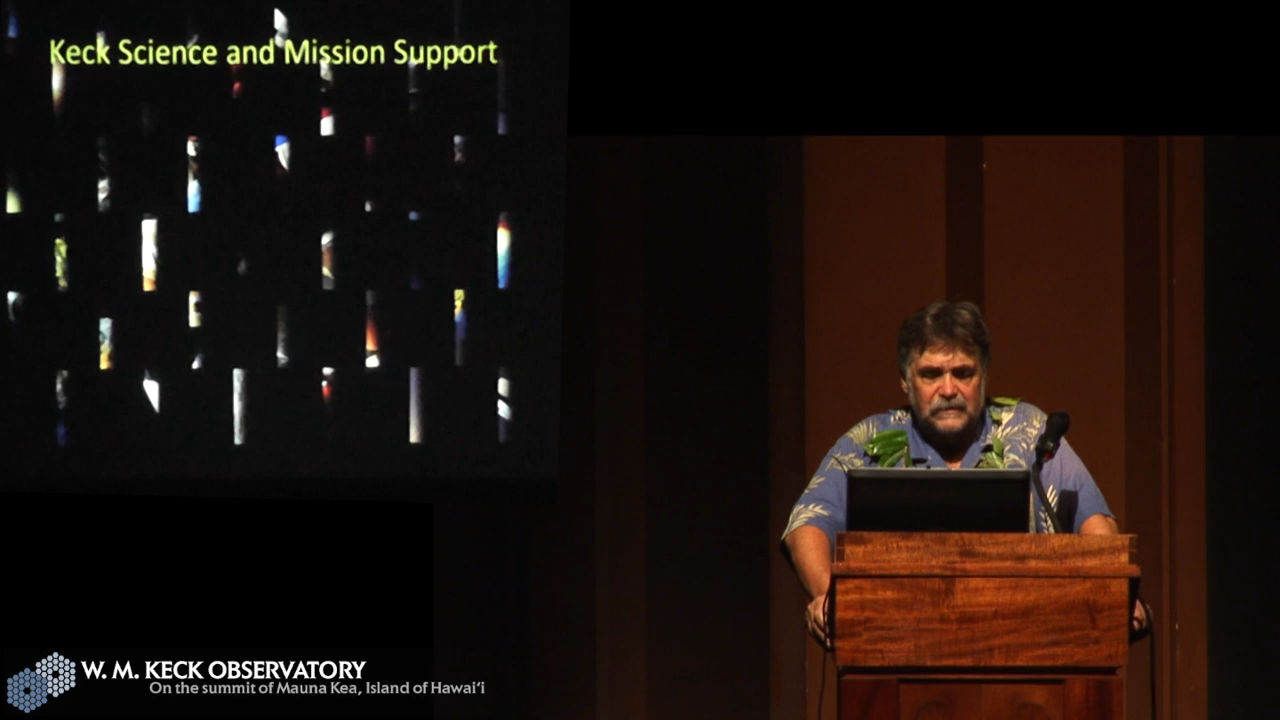 Keck Science and Mission Support
W. M. KECK OBSERVATORY
On the summit of Mauna Kea, Island of Hawai‘i